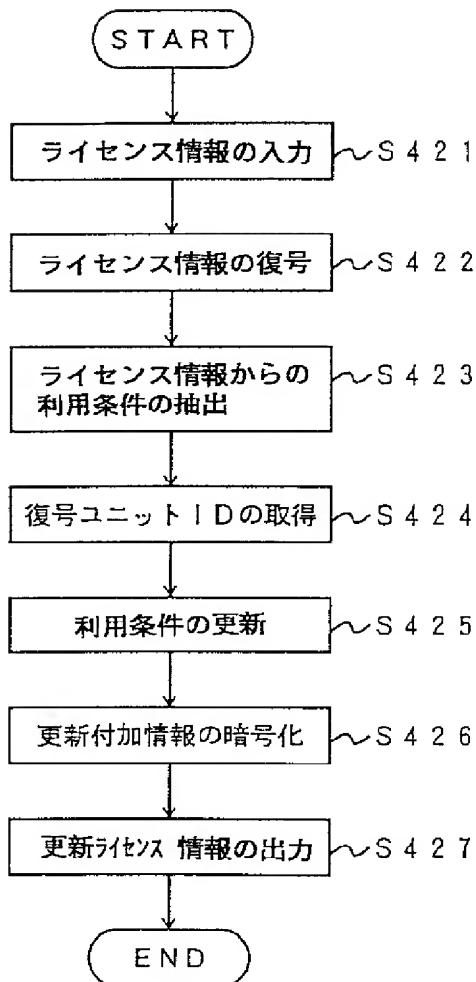 START
ライセンス情報の入力 S421
ライセンス情報の復号 S422
ライセンス情報からの S423
利用条件の抽出
復号ユニットIDの取得 S424
利用条件の更新 S425
更新付加情報の暗号化 S426
更新ライセンス 情報の出力 S427
END